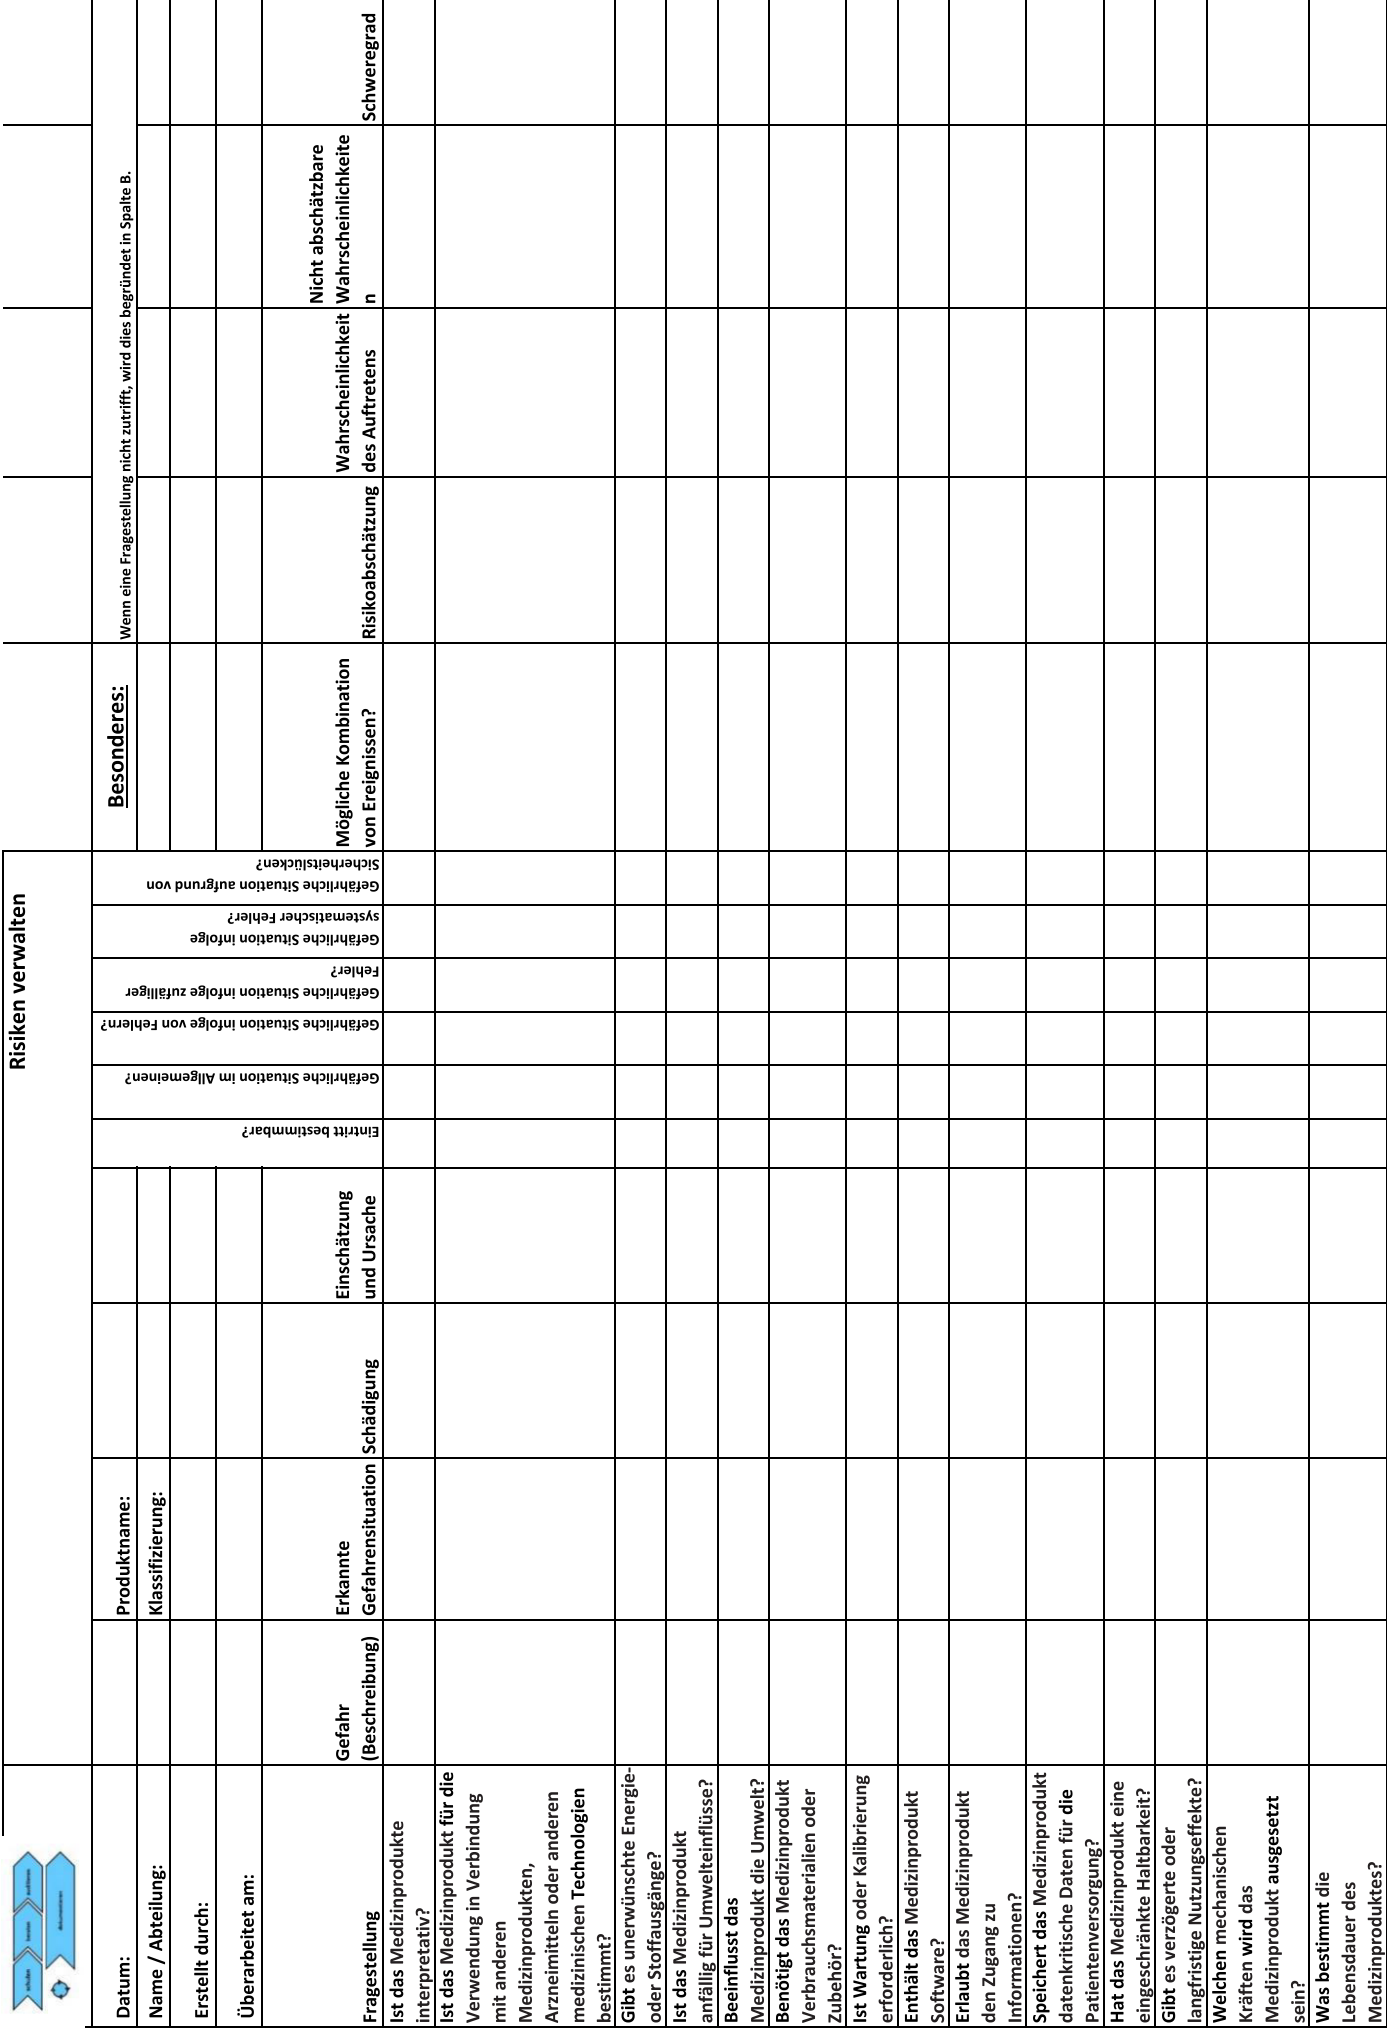 schulen
beraten
auditieren
dokumentieren
Risiken verwalten
Datum:
Produktname:
Besonderes:
Wenn eine Fragestellung nicht zutrifft, wird dies begründet in Spalte B.
Name / Abteilung:
Klassifizierung:
Erstellt durch:
Überarbeitet am:
Fragestellung
Gefahr
(Beschreibung)
Erkannte
Gefahrensituation
Schädigung
Einschätzung
und Ursache
Eintritt bestimmbar?
Gefährliche Situation im Allgemeinen?
Gefährliche Situation infolge von Fehlern?
Gefährliche Situation infolge zufälliger
Fehler?
Gefährliche Situation infolge
systematischer Fehler?
Gefährliche Situation aufgrund von
Sicherheitslücken?
Mögliche Kombination
von Ereignissen?
Risikoabschätzung
Wahrscheinlichkeit
des Auftretens
Nicht abschätzbare
Wahrscheinlichkeite
n
Schweregrad
Ist das Medizinprodukte
interpretativ?
Ist das Medizinprodukt für die
Verwendung in Verbindung
mit anderen
Medizinprodukten,
Arzneimitteln oder anderen
medizinischen Technologien
bestimmt?
Gibt es unerwünschte Energie-
oder Stoffausgänge?
Ist das Medizinprodukt
anfällig für Umwelteinflüsse?
Beeinflusst das
Medizinprodukt die Umwelt?
Benötigt das Medizinprodukt
Verbrauchsmaterialien oder
Zubehör?
Ist Wartung oder Kalibrierung
erforderlich?
Enthält das Medizinprodukt
Software?
Erlaubt das Medizinprodukt
den Zugang zu
Informationen?
Speichert das Medizinprodukt
datenkritische Daten für die
Patientenversorgung?
Hat das Medizinprodukt eine
eingeschränkte Haltbarkeit?
Gibt es verzögerte oder
langfristige Nutzungseffekte?
Welchen mechanischen
Kräften wird das
Medizinprodukt ausgesetzt
sein?
Was bestimmt die
Lebensdauer des
Medizinproduktes?